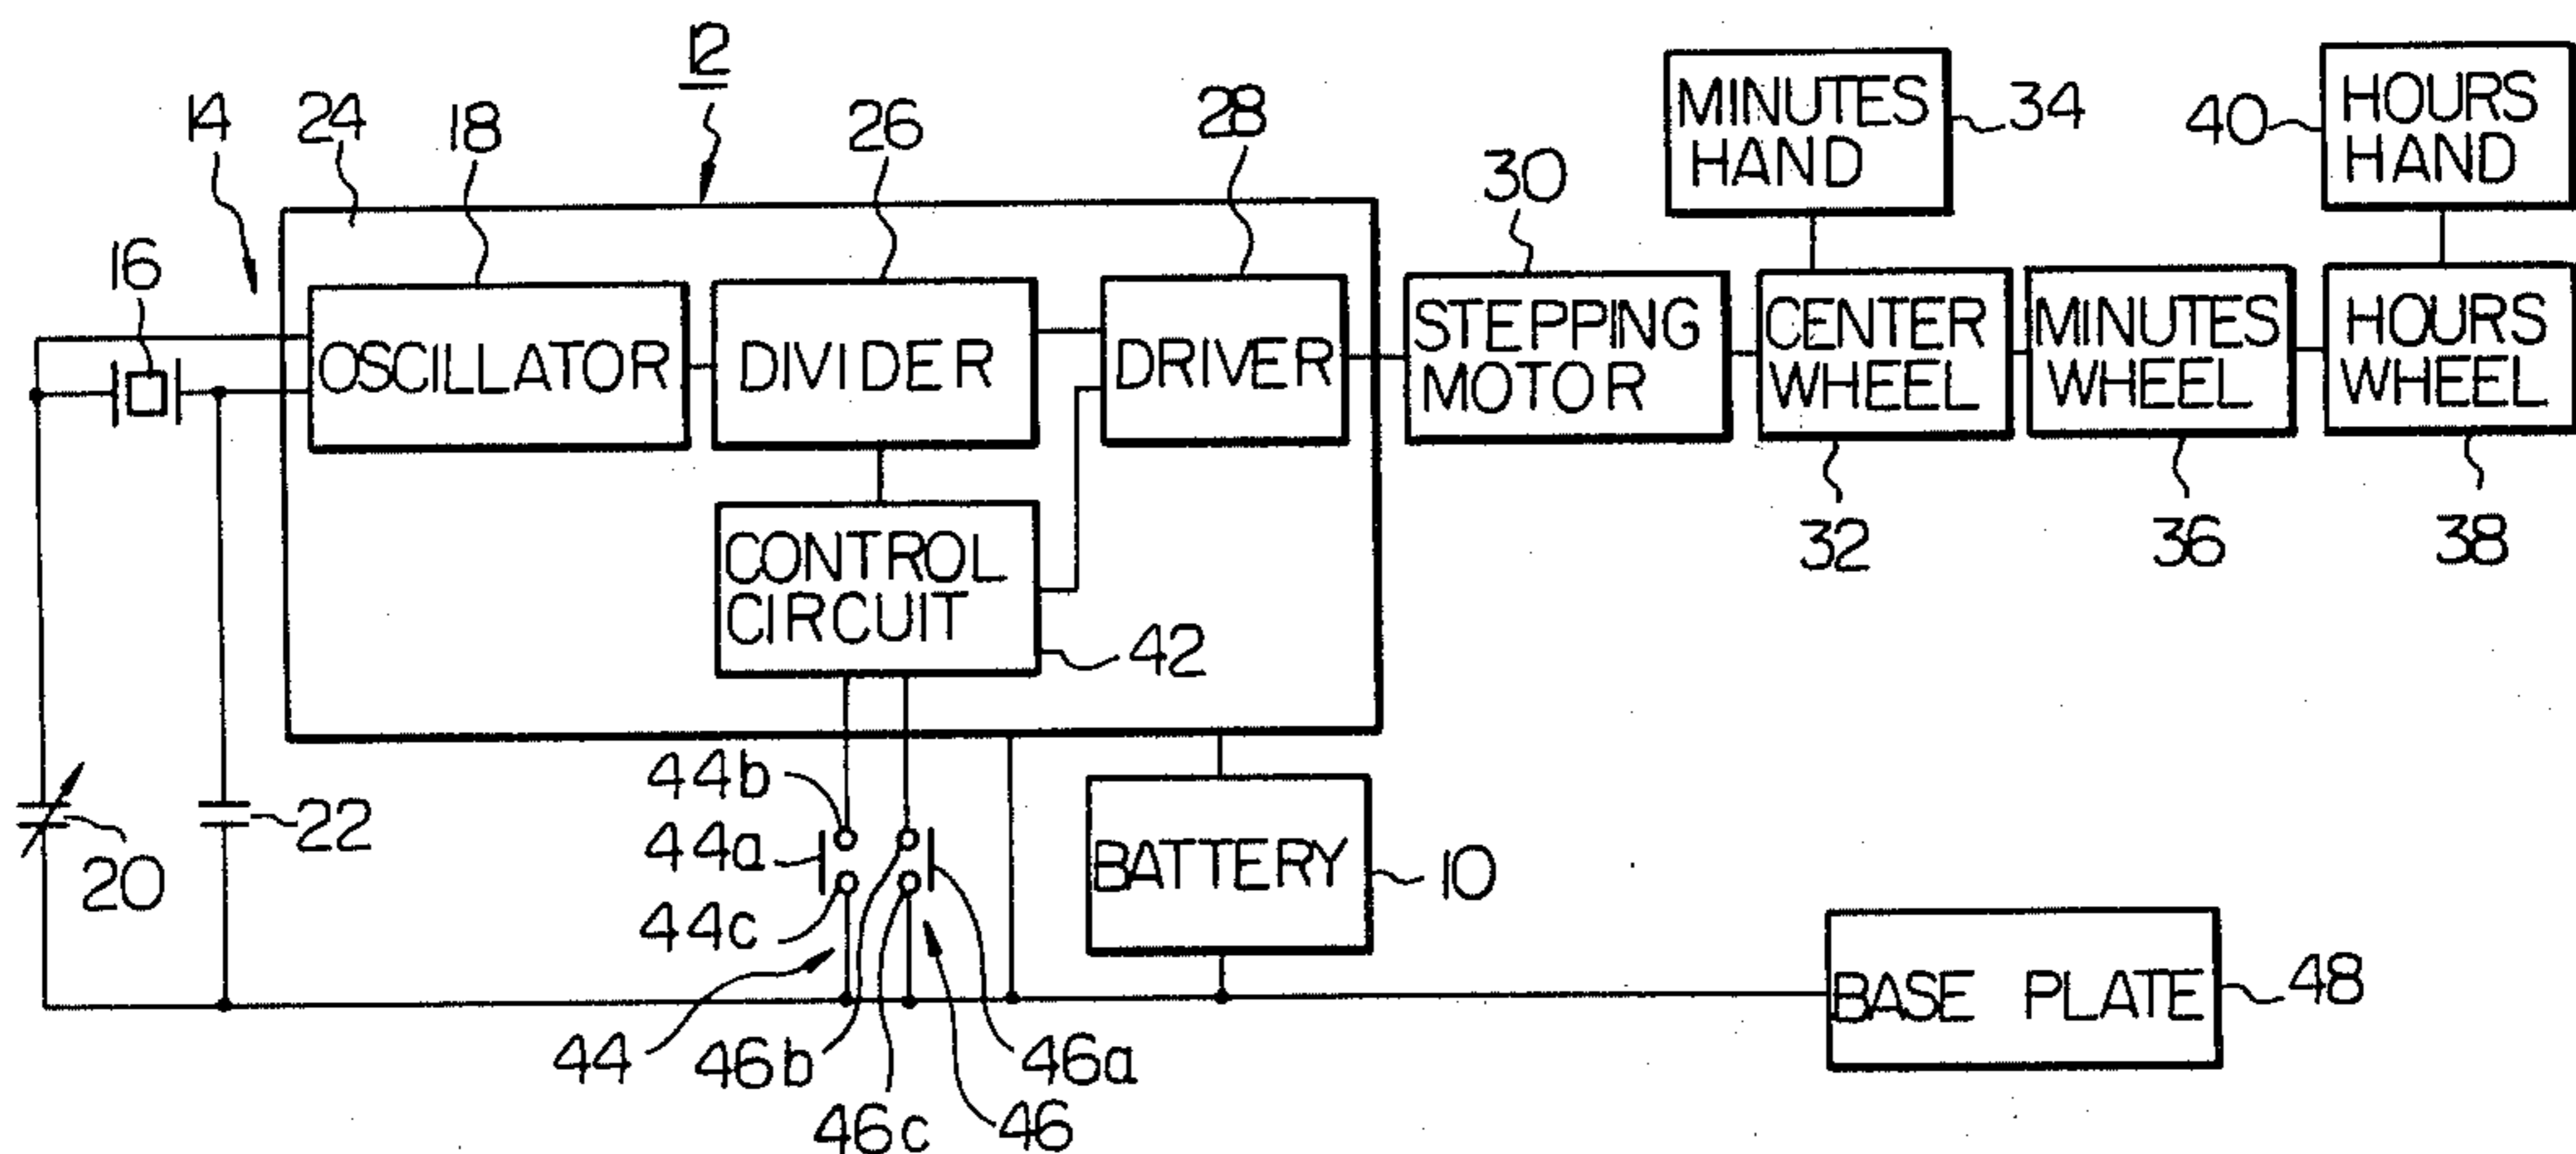 12
14
24
18
26
28
16
30
34
40
MINUTES
HAND
HOURS
HAND
OSCILLATOR
DIVIDER
DRIVER
STEPPING
MOTOR
CENTER
WHEEL
MINUTES
WHEEL
HOURS
WHEEL
32
36
38
CONTROL
CIRCUIT
42
20
22
44b
44a
44c
BATTERY
10
BASE PLATE
48
44
46b
46a
46c
46